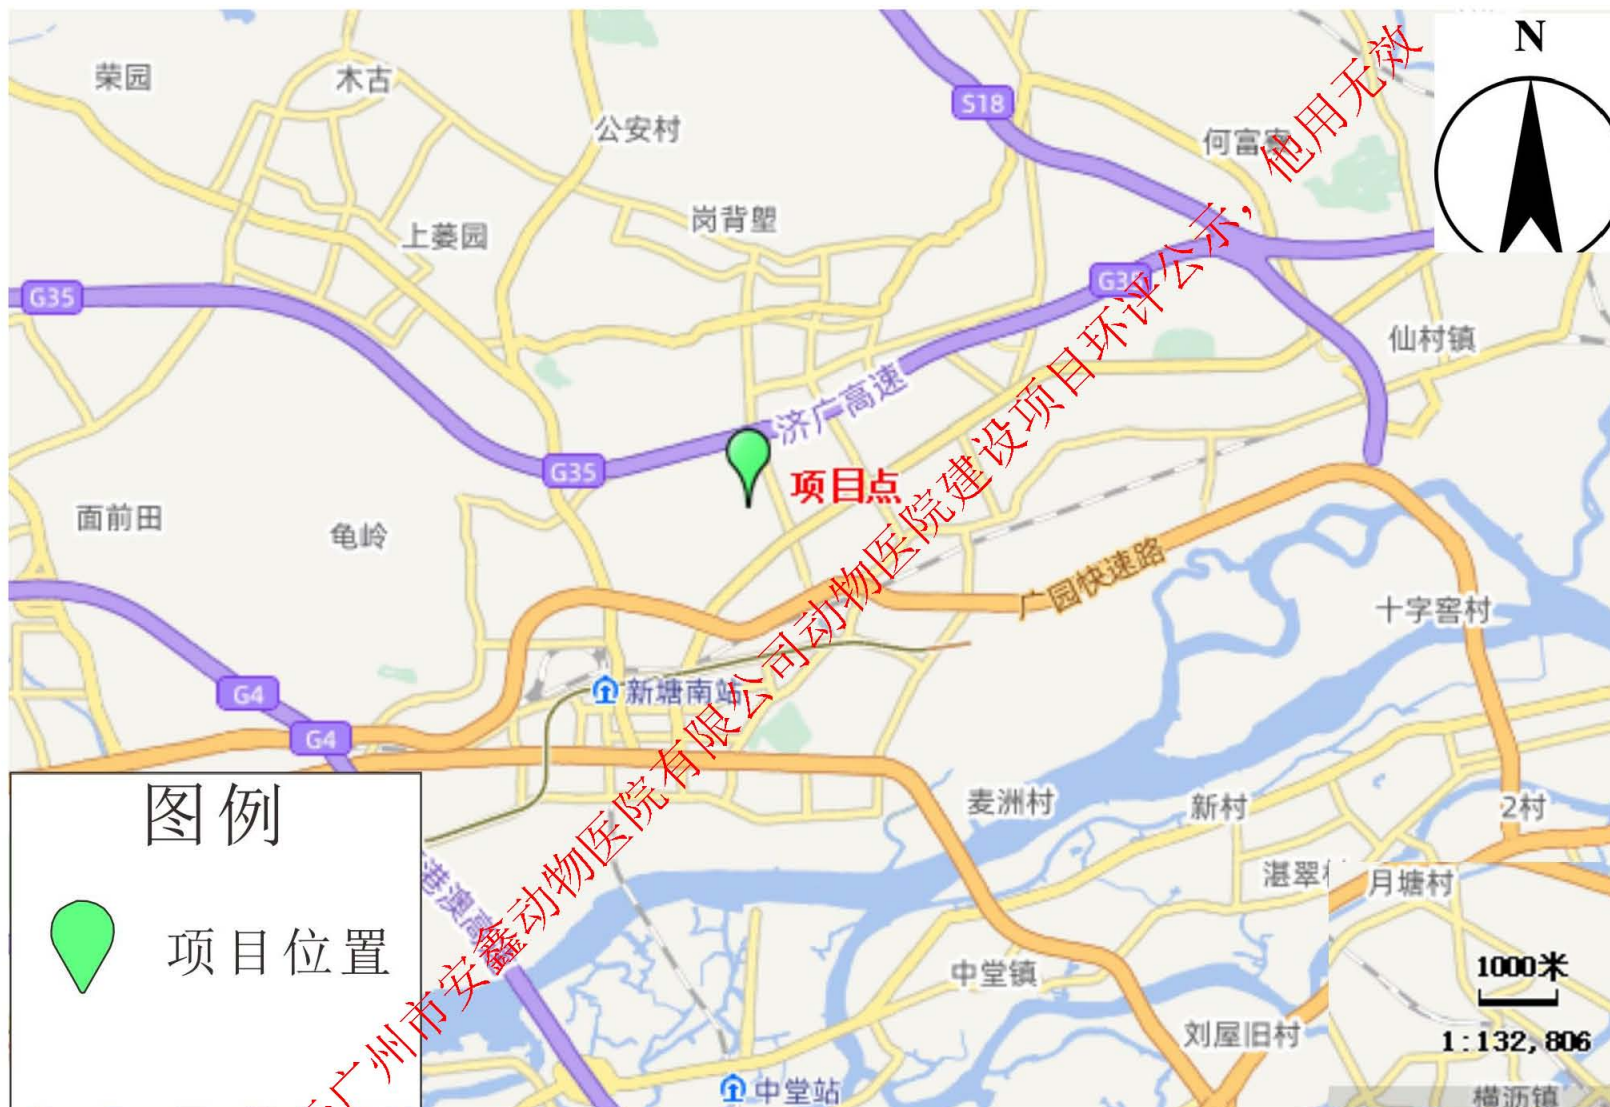 N
荣园
木古
S18
公安村
何富
岗背塱
上蒌园
G35
G35
仙村镇
济广高速
G35
项目点
面前田
龟岭
广园快速路
十字窖村
G4
新塘南站
G4
图例
麦洲村
新村
2村
湛翠
月塘村
港澳高
项目位置
1000米
中堂镇
刘屋旧村
1:132,806
中堂站
横沥镇
广州市安鑫动物医院有限公司动物医院建设项目环评公示，他用无效